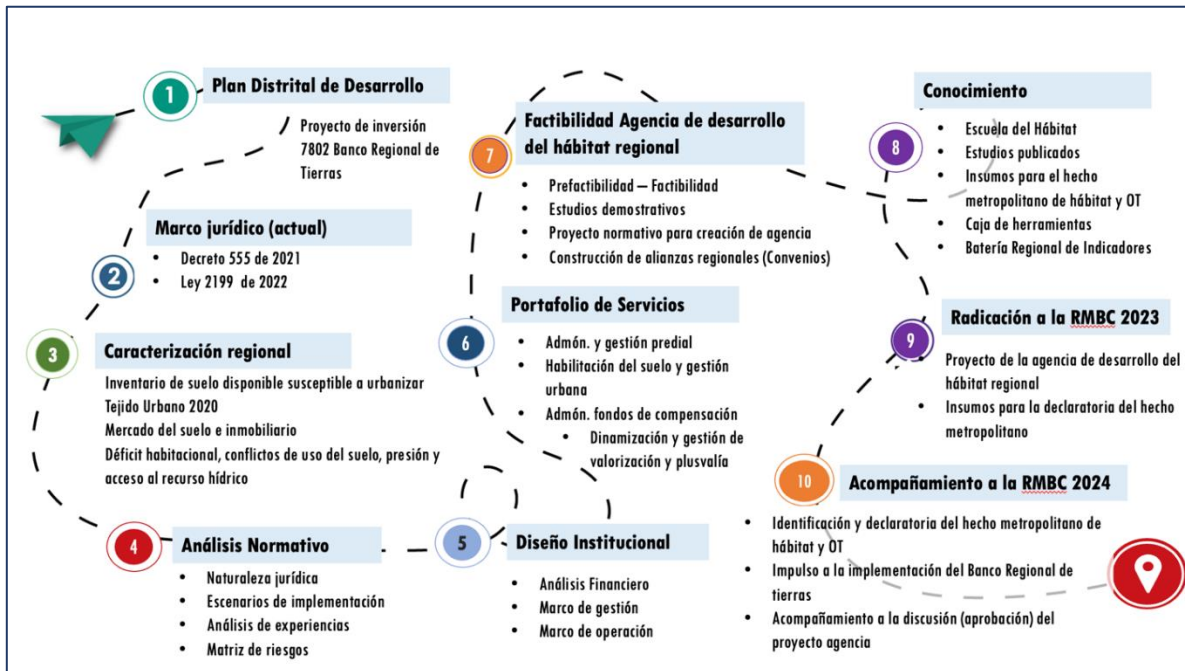 1
Plan Distrital de Desarrollo
Proyecto de inversión
7802 Banco Regional de
Tierras
2
Marco jurídico (actual)
• Decreto 555 de 2021
• Ley 2199 de 2022
3
Caracterización regional
Inventario de suelo disponible susceptible a urbanizar
Tejido Urbano 2020
Mercado del suelo e inmobiliario
Déficit habitacional, conflictos de uso del suelo, presión y
acceso al recurso hídrico
4
Análisis Normativo
• Naturaleza jurídica
• Escenarios de implementación
• Análisis de experiencias
• Matriz de riesgos
5
Diseño Institucional
• Análisis Financiero
• Marco de gestión
• Marco de operación
6
Portafolio de Servicios
• Admón. y gestión predial
• Habilitación del suelo y gestión
urbana
• Admón. fondos de compensación
• Dinamización y gestión de
valorización y plusvalía
7
Factibilidad Agencia de desarrollo
del hábitat regional
• Prefactibilidad – Factibilidad
• Estudios demostrativos
• Proyecto normativo para creación de agencia
• Construcción de alianzas regionales (Convenios)
8
Conocimiento
• Escuela del Hábitat
• Estudios publicados
• Insumos para el hecho
metropolitano de hábitat y OT
• Caja de herramientas
• Batería Regional de Indicadores
9
Radicación a la RMBC 2023
• Proyecto de la agencia de desarrollo del
hábitat regional
• Insumos para la declaratoria del hecho
metropolitano
10
Acompañamiento a la RMBC 2024
• Identificación y declaratoria del hecho metropolitano de
hábitat y OT
• Impulso a la implementación del Banco Regional de
tierras
• Acompañamiento a la discusión (aprobación) del
proyecto agencia